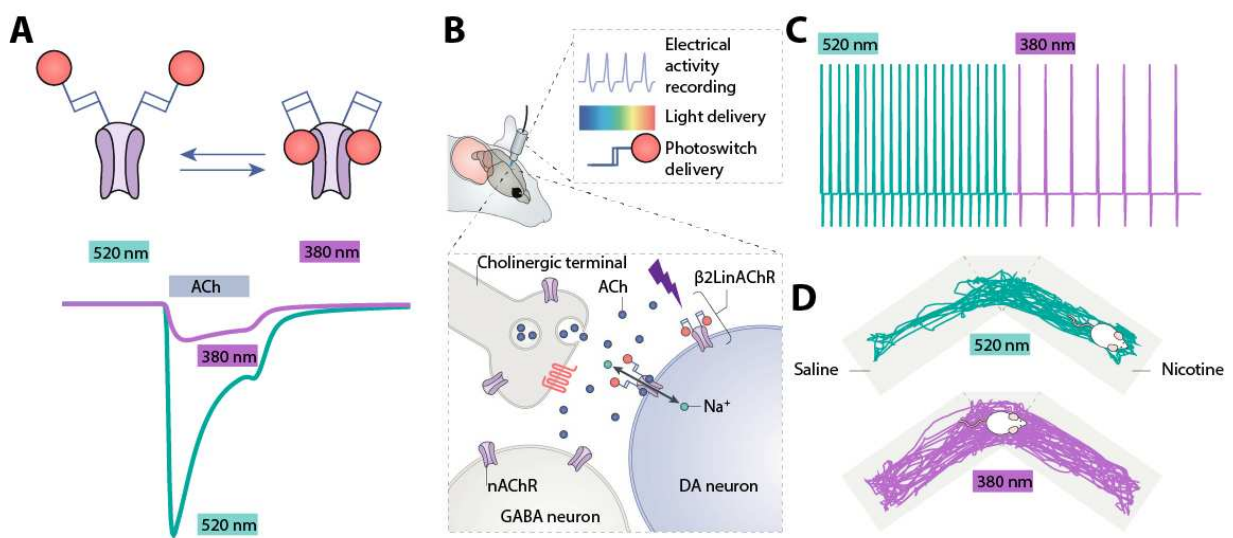 A
520 nm
380 nm
ACh
380 nm
520 nm
B
Electrical
activity
recording
Light delivery
Photoswitch
delivery
Cholinergic terminal
ACh
β2LinAChR
Na⁺
nAChR
GABA neuron
DA neuron
C
520 nm
380 nm
D
520 nm
Saline
Nicotine
380 nm